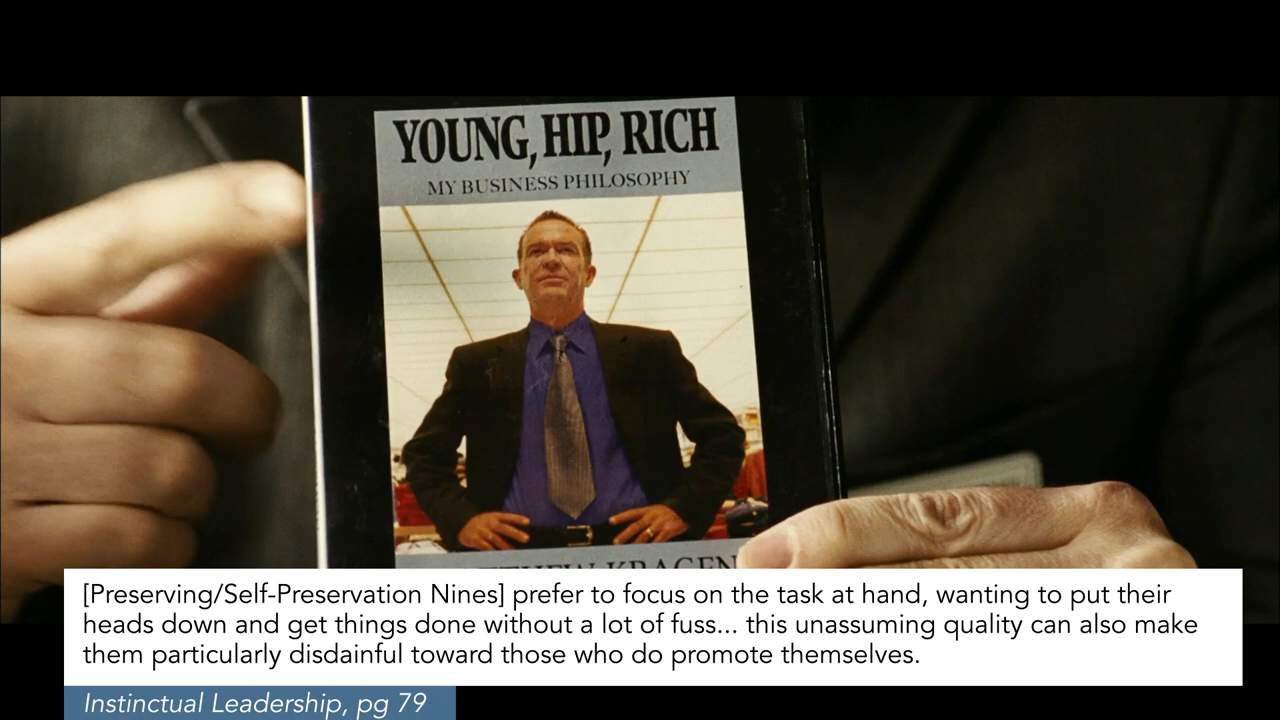 YOUNG, HIP, RICH
MY BUSINESS PHILOSOPHY
KRAGEN
[Preserving/Self-Preservation Nines] prefer to focus on the task at hand, wanting to put their
heads down and get things done without a lot of fuss... this unassuming quality can also make
them particularly disdainful toward those who do promote themselves.
Instinctual Leadership, pg 79